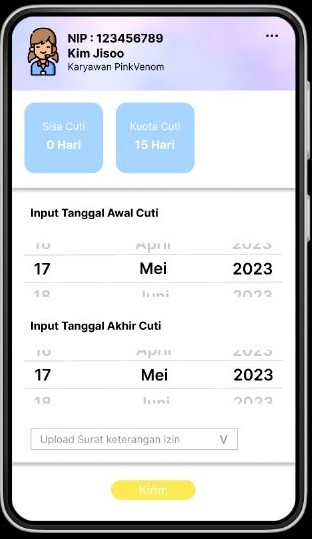 NIP : 123456789
Kim Jisoo
Karyawan PinkVenom
Sisa Cuti
0 Hari
Kuota Cuti
15 Hari
Input Tanggal Awal Cuti
16 April 2023
17 Mei 2023
18 Juni 2023
Input Tanggal Akhir Cuti
16 April 2023
17 Mei 2023
18 Juni 2023
Upload Surat keterangan izin V
Kirim